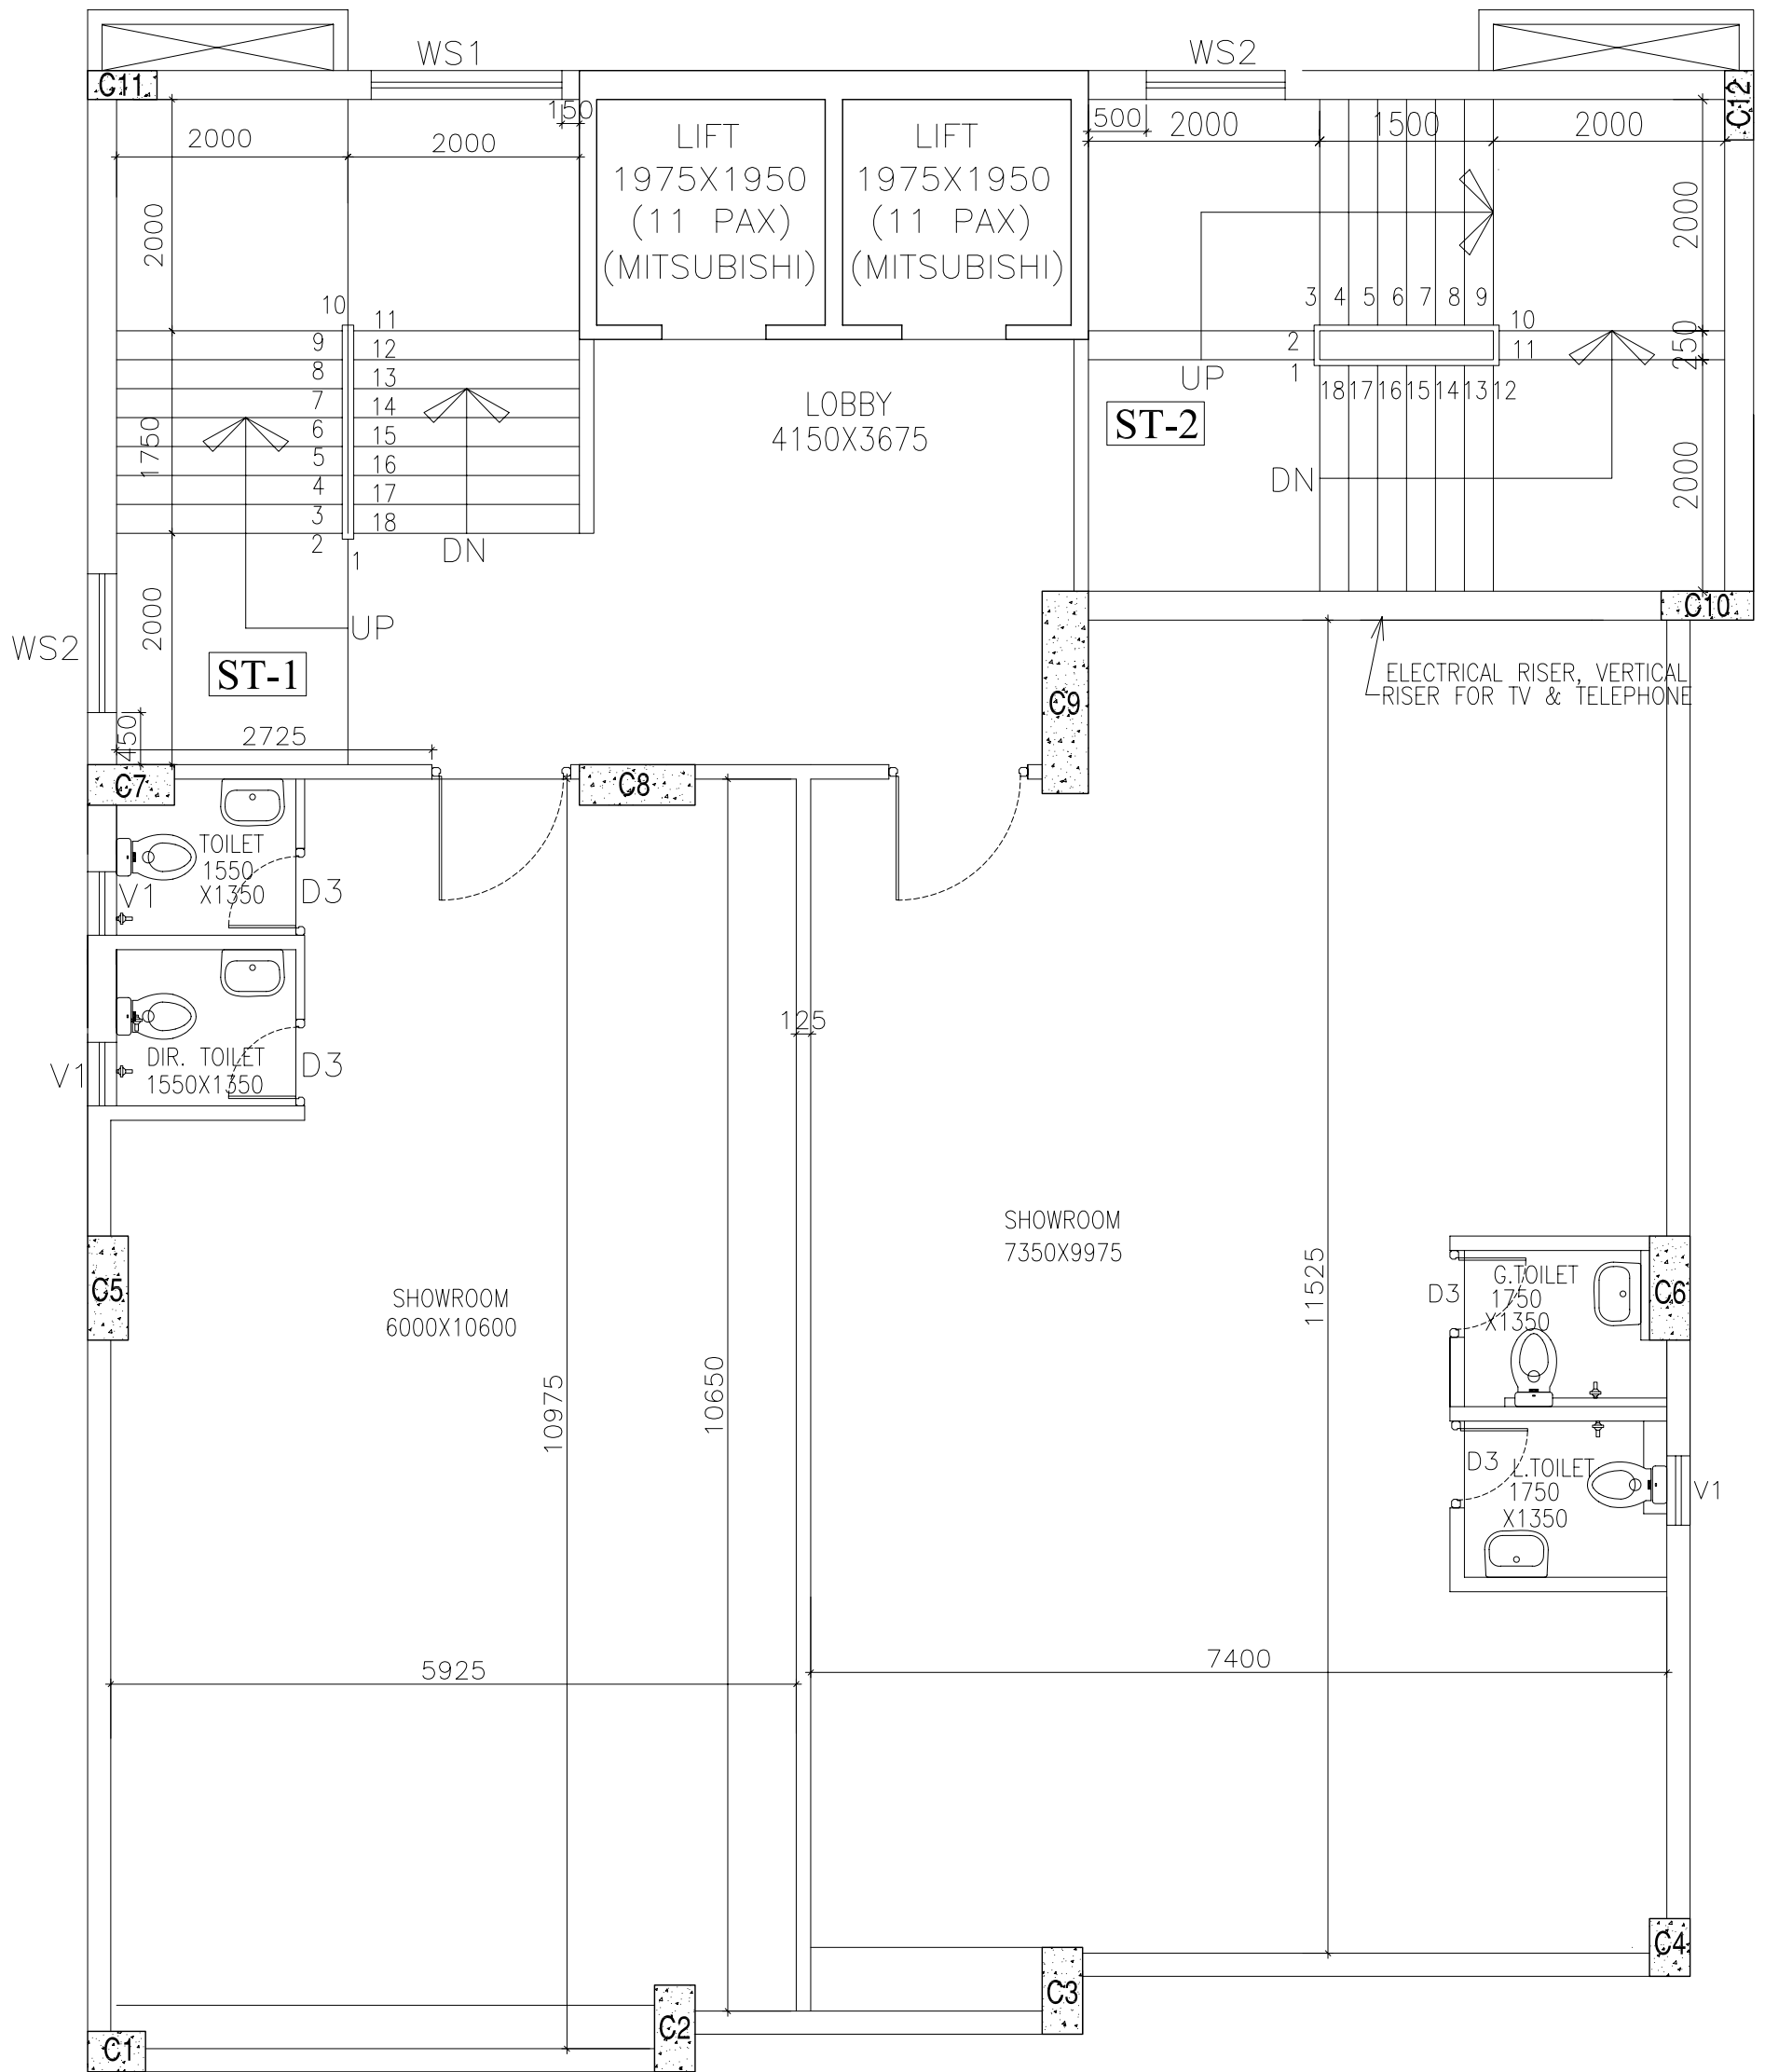 WS1
WS2
C11
C12
150
500
2000
2000
2000
1500
2000
LIFT
1975X1950
(11 PAX)
(MITSUBISHI)
LIFT
1975X1950
(11 PAX)
(MITSUBISHI)
2000
2000
10
11
9
12
8
13
7
14
6
15
5
16
4
17
3
18
2
1
1750
DN
UP
3 4 5 6 7 8 9
2
10
1
11
250
18 17 16 15 14 13 12
UP
ST-2
LOBBY
4150X3675
DN
2000
WS2
2000
ST-1
C10
ELECTRICAL RISER, VERTICAL
RISER FOR TV & TELEPHONE
C9
450
2725
C7
C8
TOILET
1550
X1350
V1
D3
125
DIR. TOILET
1550X1350
V1
D3
SHOWROOM
7350X9975
C5
SHOWROOM
6000X10600
11525
D3
G.TOILET
1750
X1350
C6
10975
10650
D3
L.TOILET
1750
X1350
V1
5925
7400
C4
C3
C2
C1